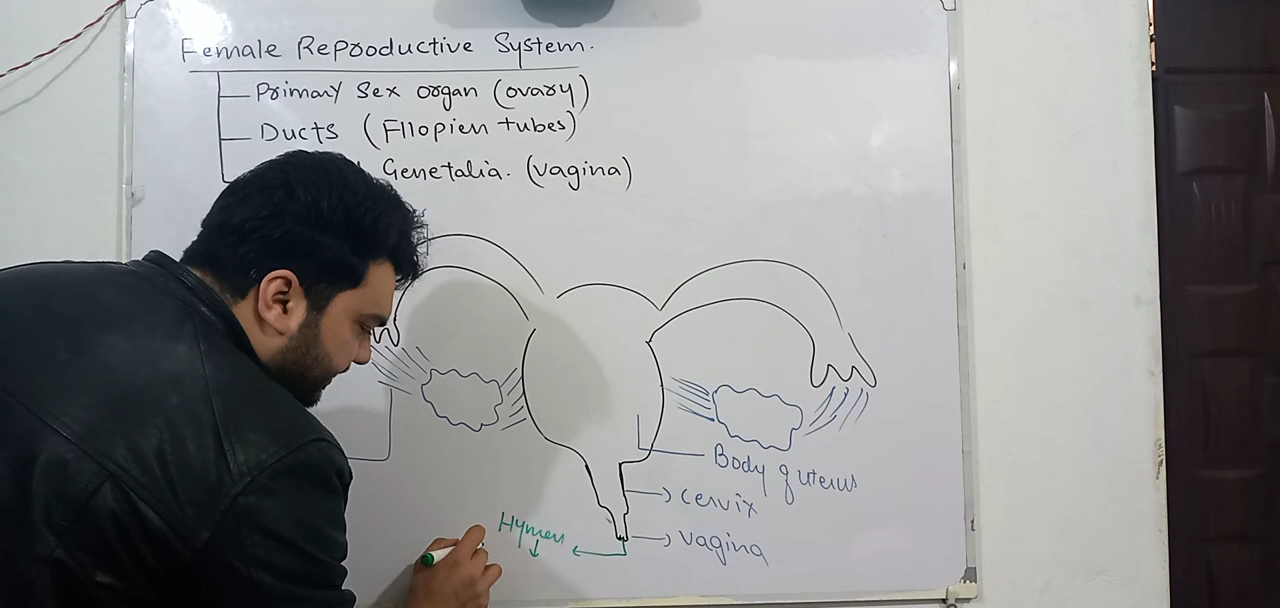 Female Reproductive System.
Primary Sex organ (ovary)
Ducts (Fllopien tubes)
Genetalia. (vagina)
Body of uterus
cervix
Hymen
vagina